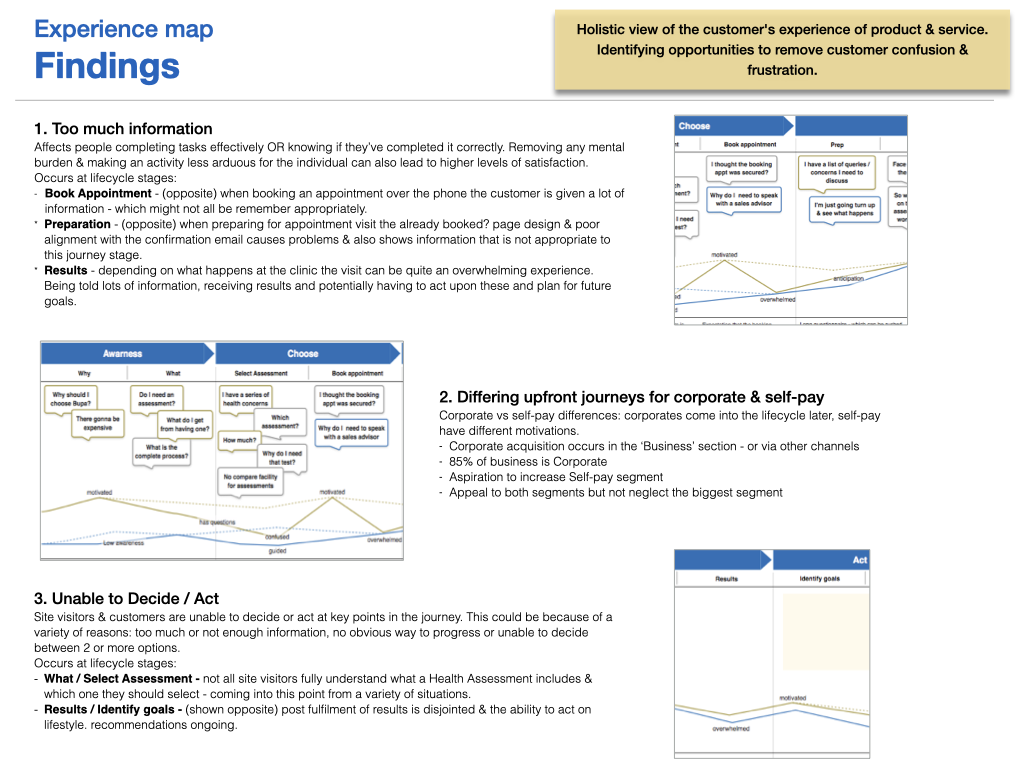 Experience map
Findings
Holistic view of the customer's experience of product & service.
Identifying opportunities to remove customer confusion &
frustration.
1. Too much information
Affects people completing tasks effectively OR knowing if they've completed it correctly. Removing any mental
burden & making an activity less arduous for the individual can also lead to higher levels of satisfaction.
Occurs at lifecycle stages:
- Book Appointment - (opposite) when booking an appointment over the phone the customer is given a lot of
information - which might not all be remember appropriately.
* Preparation - (opposite) when preparing for appointment visit the already booked? page design & poor
alignment with the confirmation email causes problems & also shows information that is not appropriate to
this journey stage.
* Results - depending on what happens at the clinic the visit can be quite an overwhelming experience.
Being told lots of information, receiving results and potentially having to act upon these and plan for future
goals.
Choose
Book appointment
Prep
I thought the booking
appt was secured?
Why do I need to speak
with a sales advisor
I have a list of queries /
concerns I need to
discuss
I'm just going turn up
& see what happens
Face
the
So w
on t
asse
wor
I need
motivated
overwhelmed
anticipation
Awarness
Choose
Why
What
Select Assessment
Book appointment
Why should I
choose Bupa?
There gonna be
expensive
Do I need an
assessment?
What do I get
from having one?
What is the
complete process?
I have a series of
health concerns
Which
assessment?
How much?
Why do I need
that test?
No compare facility
for assessments
I thought the booking
appt was secured?
Why do I need to speak
with a sales advisor
motivated
has questions
Low awareness
confused
guided
motivated
overwhelmed
2. Differing upfront journeys for corporate & self-pay
Corporate vs self-pay differences: corporates come into the lifecycle later, self-pay
have different motivations.
- Corporate acquisition occurs in the 'Business' section - or via other channels
- 85% of business is Corporate
- Aspiration to increase Self-pay segment
- Appeal to both segments but not neglect the biggest segment
3. Unable to Decide / Act
Site visitors & customers are unable to decide or act at key points in the journey. This could be because of a
variety of reasons: too much or not enough information, no obvious way to progress or unable to decide
between 2 or more options.
Occurs at lifecycle stages:
- What / Select Assessment - not all site visitors fully understand what a Health Assessment includes &
which one they should select - coming into this point from a variety of situations.
- Results / Identify goals - (shown opposite) post fulfilment of results is disjointed & the ability to act on
lifestyle. recommendations ongoing.
Act
Results
Identify goals
motivated
overwhelmed